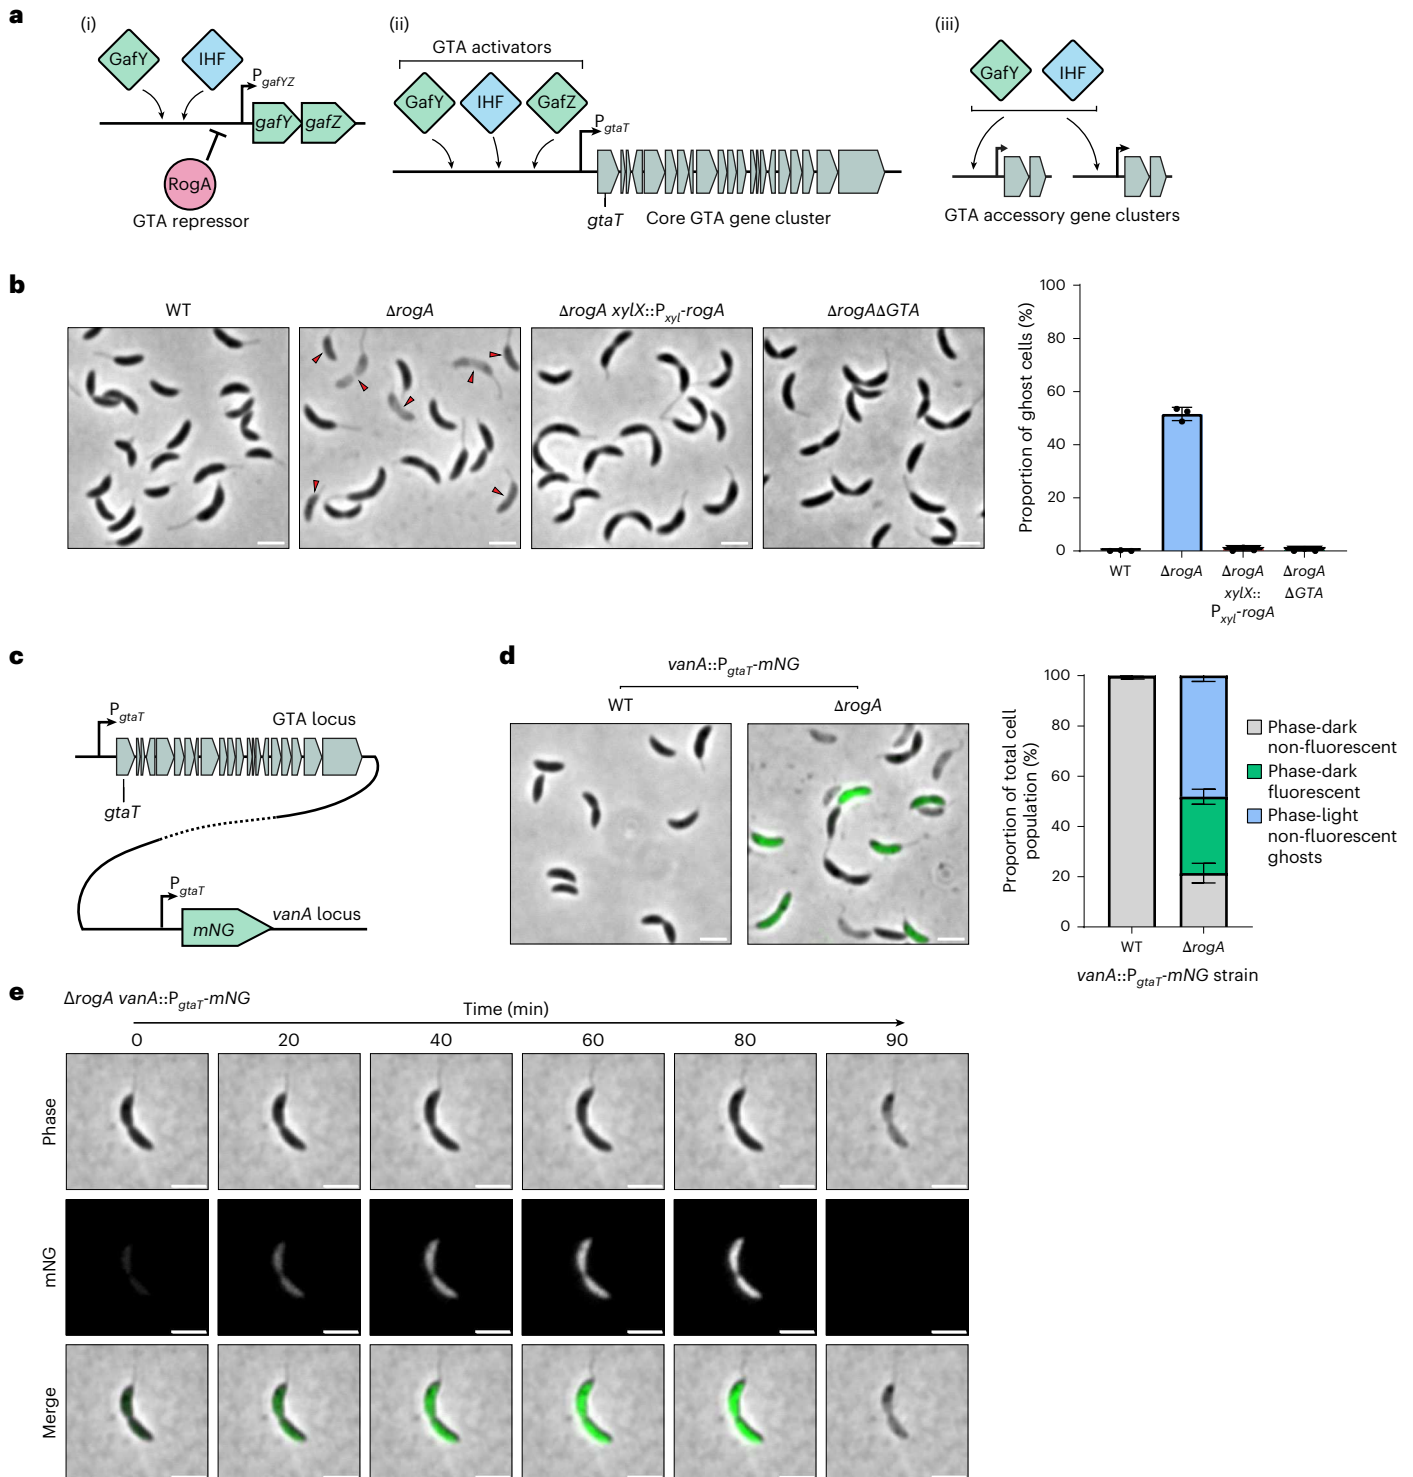 a
(i)
GafY
IHF
P gafYZ
gafY
gafZ
RogA
GTA repressor
(ii)
GTA activators
GafY
IHF
GafZ
P gtaT
gtaT
Core GTA gene cluster
(iii)
GafY
IHF
GTA accessory gene clusters
b
WT
ΔrogA
ΔrogA xylX::Pxyl-rogA
ΔrogAΔGTA
Proportion of ghost cells (%)
100
80
60
40
20
0
WT
ΔrogA
ΔrogA
xylX::
Pxyl-rogA
ΔrogA
ΔGTA
c
P gtaT
GTA locus
gtaT
P gtaT
mNG
vanA locus
d
vanA::PgtaT-mNG
WT
ΔrogA
Proportion of total cell
population (%)
100
80
60
40
20
0
WT
ΔrogA
vanA::PgtaT-mNG strain
Phase-dark
non-fluorescent
Phase-dark
fluorescent
Phase-light
non-fluorescent
ghosts
e
ΔrogA vanA::PgtaT-mNG
Time (min)
0 20 40 60 80 90
Phase
mNG
Merge